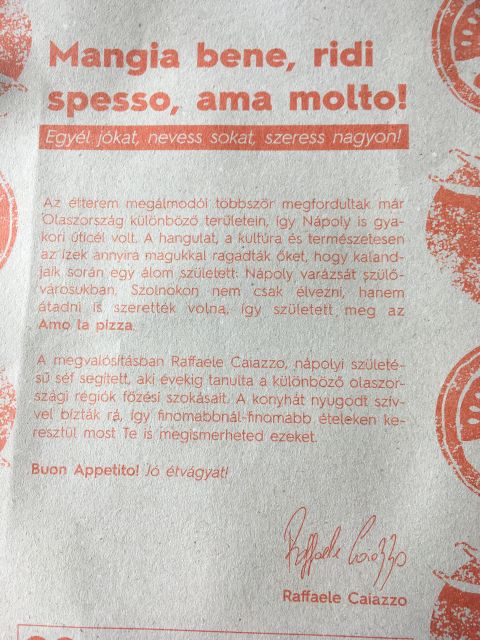 Mangia bene, ridi
spesso, ama molto!
Egyél jókat, nevess sokat, szeress nagyon!
Az étterem megálmodói többször megfordultak már
Olaszország különböző területein, így Nápoly is gya-
kori úticél volt. A hangulat, a kultúra és természetesen
az ízek annyira magukkal ragadták őket, hogy kaland-
jaik során egy álom született: Nápoly varázsát szülő-
városukban, Szolnokon nem csak élvezni, hanem
átadni is szerették volna, így született meg az
Amo la pizza.
A megvalósításban Raffaele Caiazzo, nápolyi születé-
sű séf segített, aki évekig tanulta a különböző olaszor-
szági régiók főzési szokásait. A konyhát nyugodt szív-
vel bízták rá, így finomabbnál-finomabb ételeken ke-
resztül most Te is megismerheted ezeket.
Buon Appetito! Jó étvágyat!
Raffaele Caiazzo
Raffaele Caiazzo